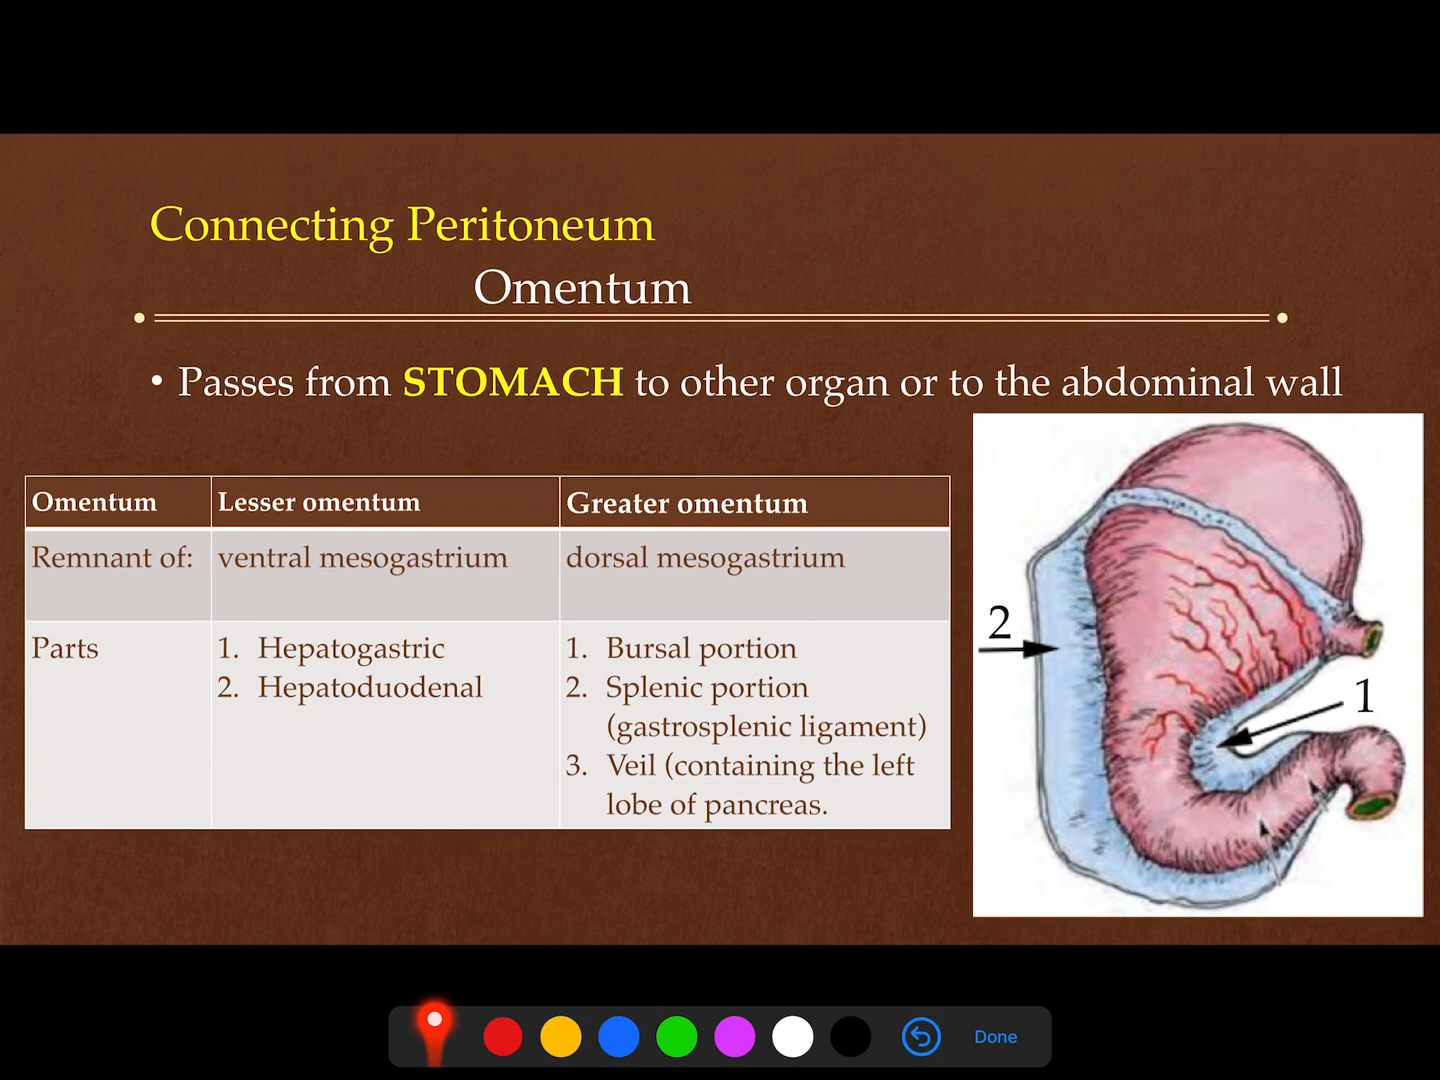 Connecting Peritoneum
Omentum
• Passes from STOMACH to other organ or to the abdominal wall
Omentum Lesser omentum Greater omentum
Remnant of: ventral mesogastrium dorsal mesogastrium
Parts
1. Hepatogastric
2. Hepatoduodenal
1. Bursal portion
2. Splenic portion
(gastrosplenic ligament)
3. Veil (containing the left
lobe of pancreas.
2
1
Done